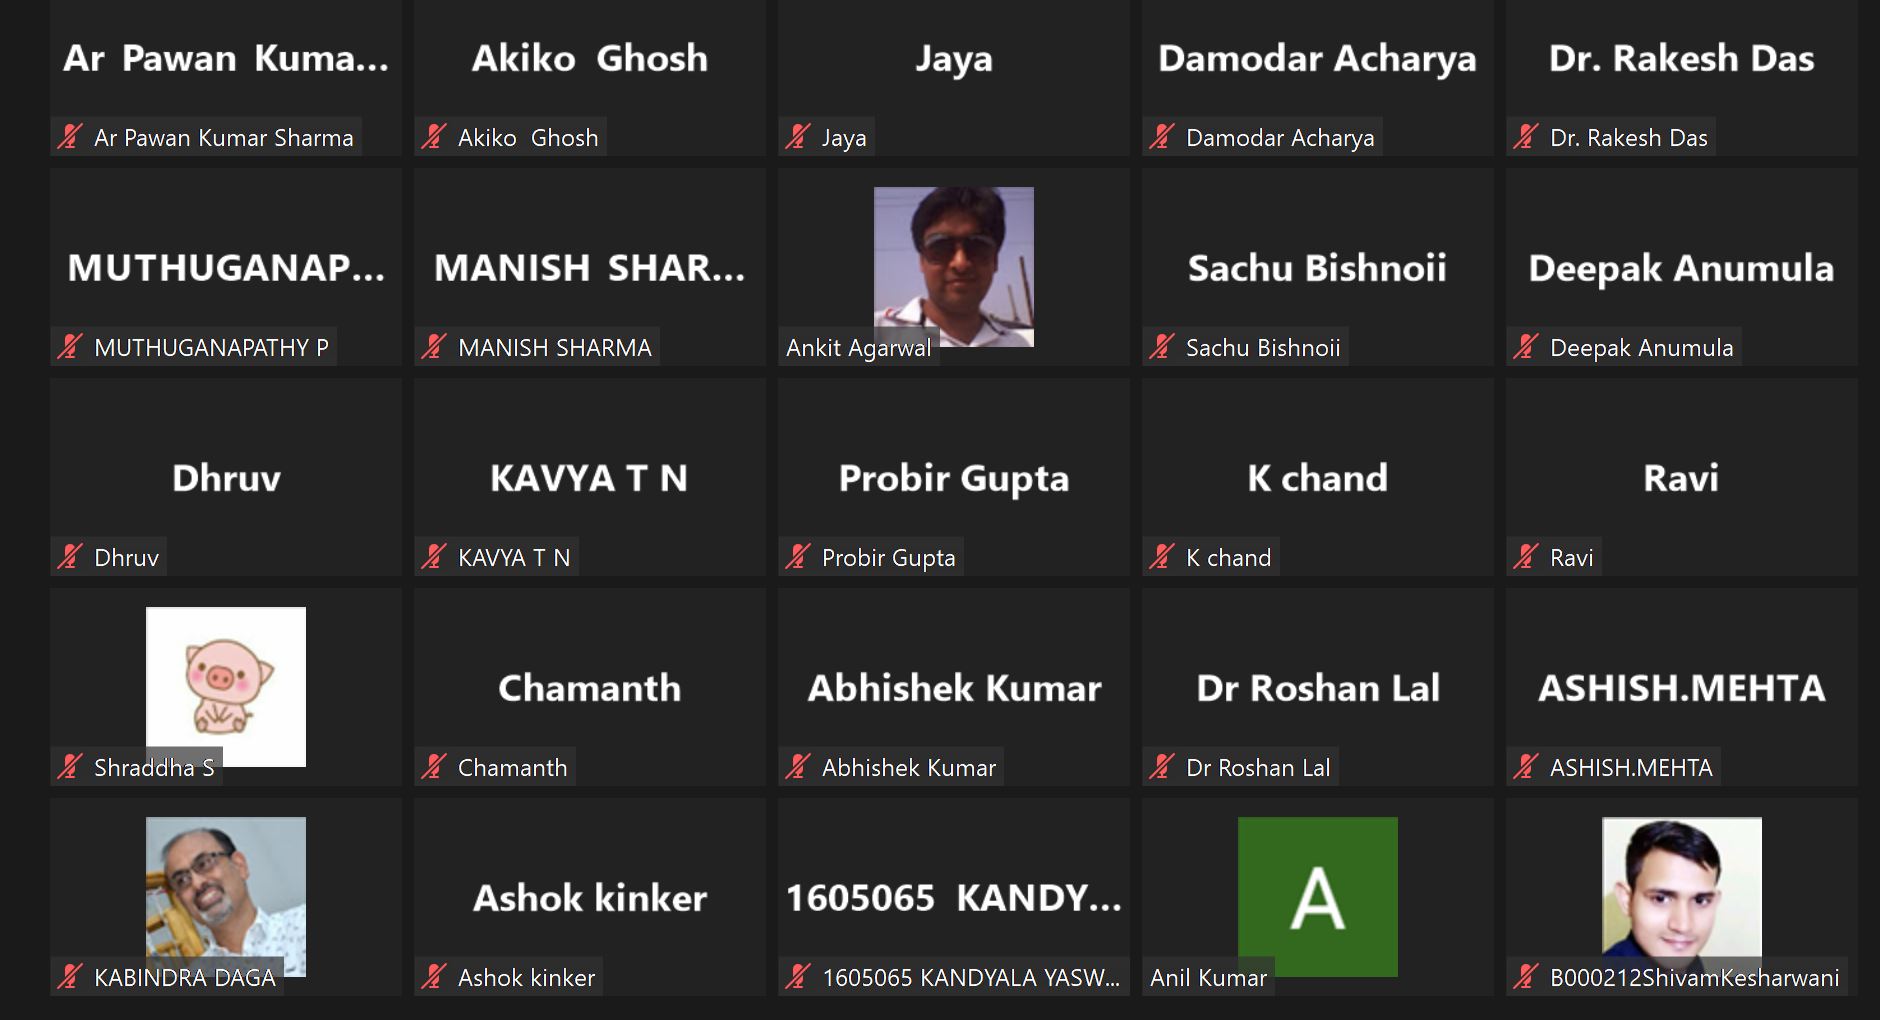 Ar Pawan Kuma...
Akiko Ghosh
Jaya
Damodar Acharya
Dr. Rakesh Das
Ar Pawan Kumar Sharma
Akiko Ghosh
Jaya
Damodar Acharya
Dr. Rakesh Das
MUTHUGANAP...
MANISH SHAR...
Sachu Bishnoii
Deepak Anumula
MUTHUGANAPATHY P
MANISH SHARMA
Ankit Agarwal
Sachu Bishnoii
Deepak Anumula
Dhruv
KAVYA T N
Probir Gupta
K chand
Ravi
Dhruv
KAVYA T N
Probir Gupta
K chand
Ravi
Chamanth
Abhishek Kumar
Dr Roshan Lal
ASHISH.MEHTA
Shraddha S
Chamanth
Abhishek Kumar
Dr Roshan Lal
ASHISH.MEHTA
Ashok kinker
1605065 KANDY...
A
KABINDRA DAGA
Ashok kinker
1605065 KANDYALA YASW...
Anil Kumar
B000212ShivamKesharwani